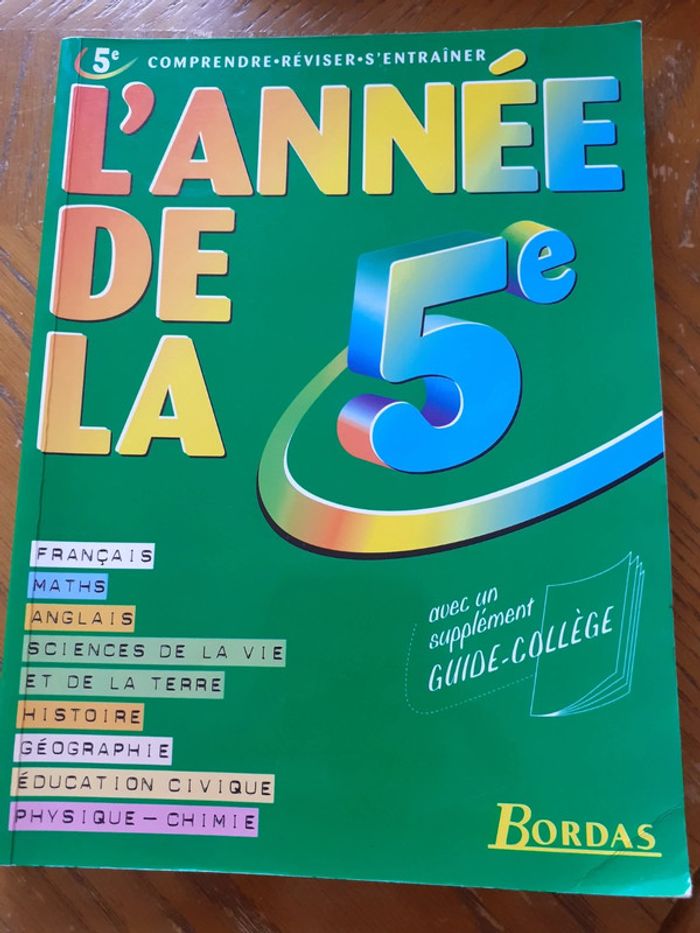 5e COMPRENDRE•RÉVISER•S'ENTRAÎNER
L'ANNÉE
DE
LA
5e
FRANÇAIS
MATHS
ANGLAIS
SCIENCES DE LA VIE
ET DE LA TERRE
HISTOIRE
GÉOGRAPHIE
ÉDUCATION CIVIQUE
PHYSIQUE – CHIMIE
avec un
supplément
GUIDE-COLLÈGE
BORDAS